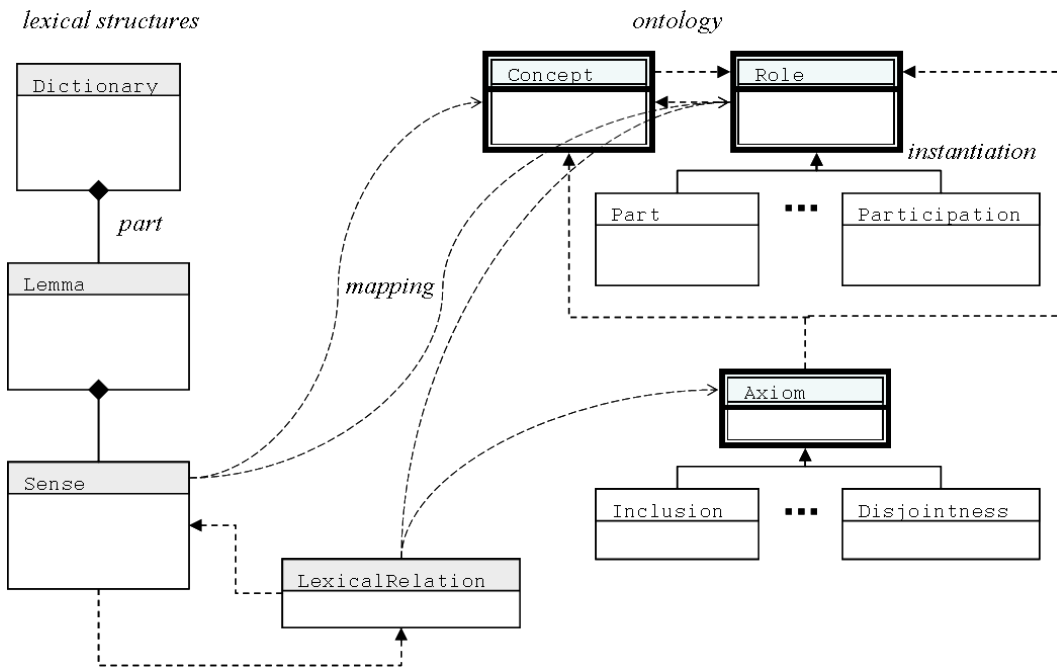 lexical structures
ontology
Dictionary
Concept
Role
instantiation
part
Part
...
Participation
Lemma
mapping
Axiom
Sense
Inclusion
...
Disjointness
LexicalRelation